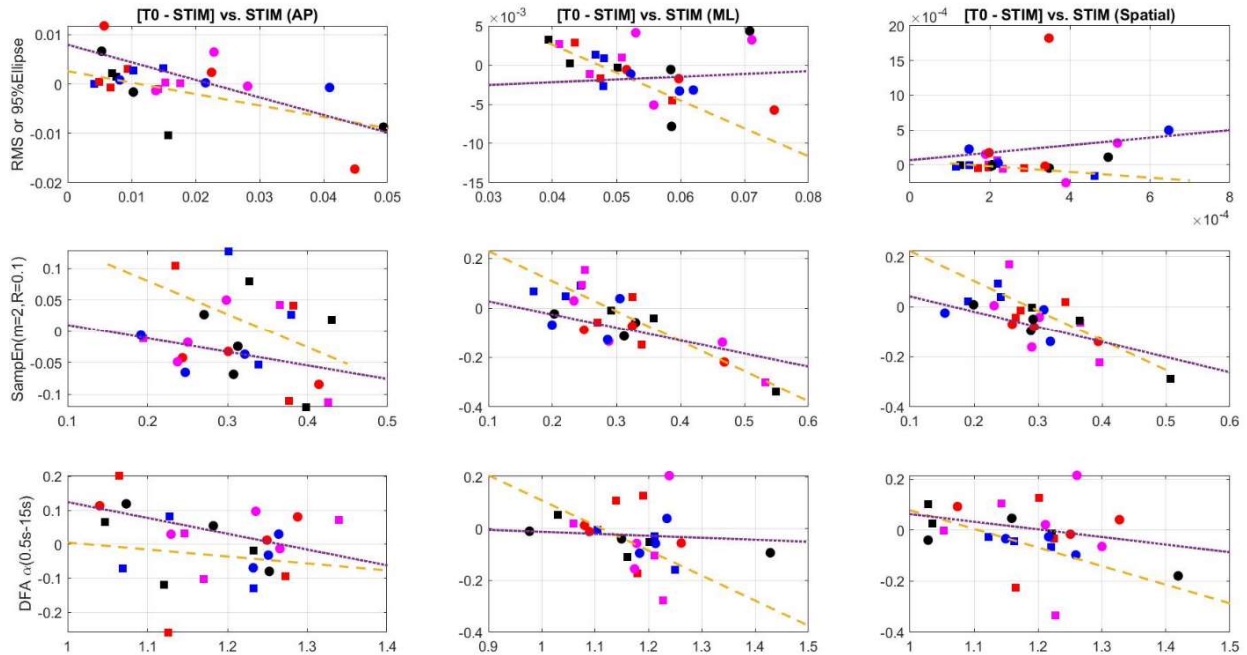 [T0 - STIM] vs. STIM (AP)
[T0 - STIM] vs. STIM (ML)
[T0 - STIM] vs. STIM (Spatial)
RMS or 95%Ellipse
0.01
0
-0.01
-0.02
0 0.01 0.02 0.03 0.04 0.05
×10⁻³
5
0
-5
-10
-15
0.03 0.04 0.05 0.06 0.07 0.08
20 ×10⁻⁴
15
10
5
0
0 2 4 6 8
×10⁻⁴
SampEn(m=2,R=0.1)
0.1
0.05
0
-0.05
-0.1
0.1 0.2 0.3 0.4 0.5
0.2
0
-0.2
-0.4
0.1 0.2 0.3 0.4 0.5 0.6
0.2
0
-0.2
-0.4
0.1 0.2 0.3 0.4 0.5 0.6
DFA α(0.5s-15s)
0.2
0.1
0
-0.1
-0.2
1 1.1 1.2 1.3 1.4
0.2
0
-0.2
-0.4
0.9 1 1.1 1.2 1.3 1.4 1.5
0.2
0
-0.2
-0.4
1 1.1 1.2 1.3 1.4 1.5